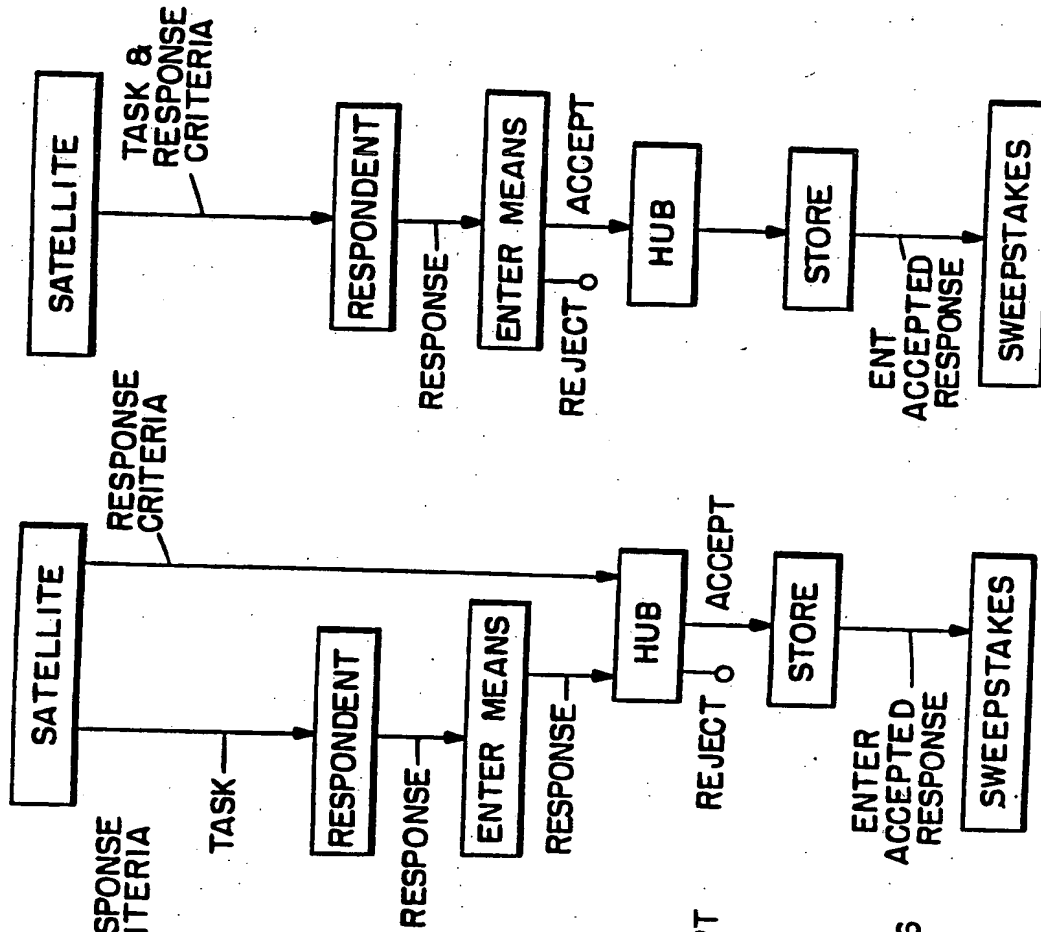 SATELLITE
TASK &
RESPONSE
CRITERIA
RESPONDENT
RESPONSE
ENTER MEANS
REJECT
ACCEPT
HUB
STORE
ENT
ACCEPTED
RESPONSE
SWEEPSTAKES
SATELLITE
RESPONSE
CRITERIA
TASK
RESPONDENT
RESPONSE
ENTER MEANS
RESPONSE
HUB
REJECT
ACCEPT
STORE
ENTER
ACCEPTED
RESPONSE
SWEEPSTAKES
SPONSE
ITERIA
PT
S